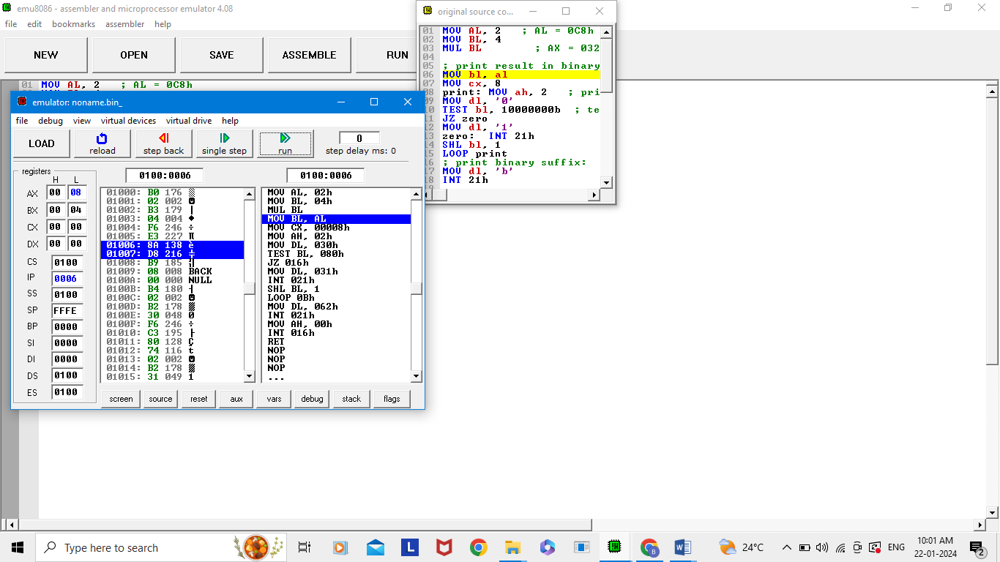 emu8086 - assembler and microprocessor emulator 4.08
file edit bookmarks assembler help
NEW OPEN SAVE ASSEMBLE RUN
01 MOV AL, 2 ; AL = 0C8h
original source co...
01 MOV AL, 2 ; AL = 0C8h
02 MOV BL, 4
03 MUL BL ; AX = 032
04
05 ; print result in binary
06 MOV bl, al
07 MOV cx, 8
08 print: MOV ah, 2 ; pri
09 MOV dl, '0'
10 TEST bl, 10000000b ; te
11 JZ zero
12 MOV dl, '1'
13 zero: INT 21h
14 SHL bl, 1
15 LOOP print
16 ; print binary suffix:
17 MOV dl, 'b'
18 INT 21h
emulator: noname.bin_
file debug view virtual devices virtual drive help
LOAD reload step back single step run 0
step delay ms: 0
registers
H L
AX 00 08
BX 00 04
CX 00 00
DX 00 00
CS 0100
IP 0006
SS 0100
SP FFFE
BP 0000
SI 0000
DI 0000
DS 0100
ES 0100
0100:0006
01000: B0 176 ▒
01001: 02 002 ☻
01002: B3 179 │
01003: 04 004 ♦
01004: F6 246 ÷
01005: E3 227 π
01006: 8A 138 è
01007: D8 216 ╪
01008: B9 185 ╣
01009: 08 008 BACK
0100A: 00 000 NULL
0100B: B4 180 ┤
0100C: 02 002 ☻
0100D: B2 178 ▓
0100E: 30 048 0
0100F: F6 246 ÷
01010: C3 195 ├
01011: 80 128 Ç
01012: 74 116 t
01013: 02 002 ☻
01014: B2 178 ▓
01015: 31 049 1
0100:0006
MOV AL, 02h
MOV BL, 04h
MUL BL
MOV BL, AL
MOV CX, 00008h
MOV AH, 02h
MOV DL, 030h
TEST BL, 080h
JZ 016h
MOV DL, 031h
INT 021h
SHL BL, 1
LOOP 0Bh
MOV DL, 062h
INT 021h
MOV AH, 00h
INT 016h
RET
NOP
NOP
NOP
...
screen source reset aux vars debug stack flags
Type here to search
24°C
ENG
10:01 AM
22-01-2024
2